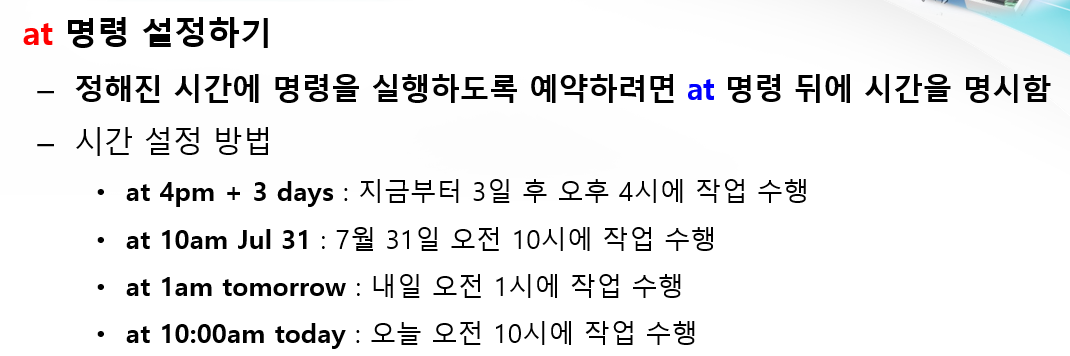 at 명령 설정하기
– 정해진 시간에 명령을 실행하도록 예약하려면 at 명령 뒤에 시간을 명시함
– 시간 설정 방법
• at 4pm + 3 days : 지금부터 3일 후 오후 4시에 작업 수행
• at 10am Jul 31 : 7월 31일 오전 10시에 작업 수행
• at 1am tomorrow : 내일 오전 1시에 작업 수행
• at 10:00am today : 오늘 오전 10시에 작업 수행